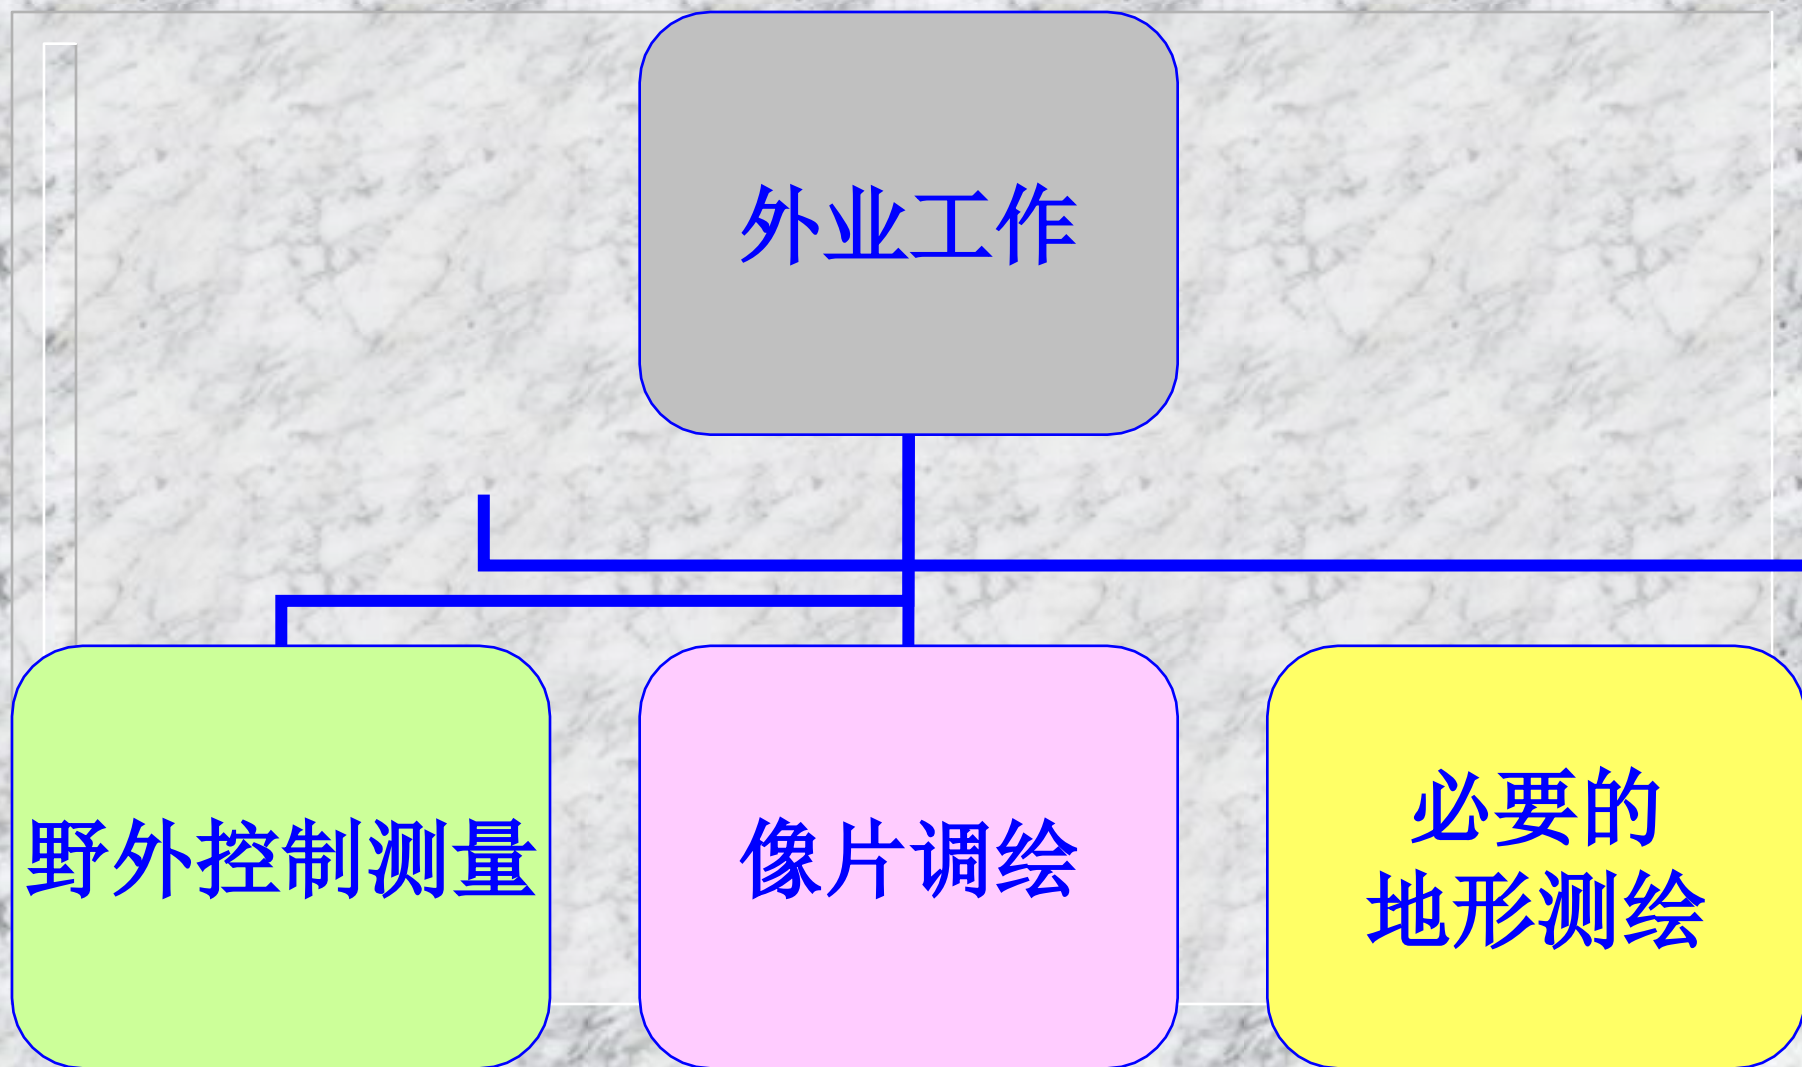 外业工作
野外控制测量
像片调绘
必要的
地形测绘